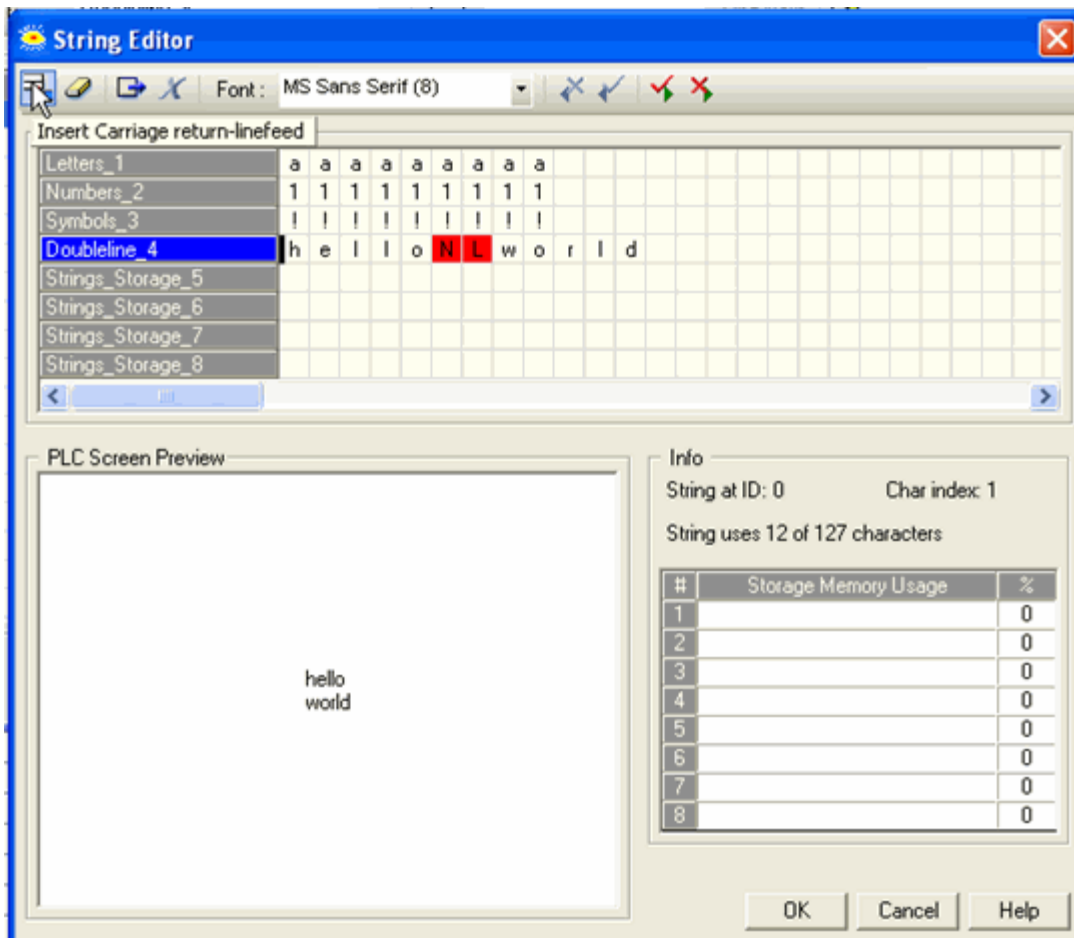 String Editor
Font: MS Sans Serif (8)
Insert Carriage return-linefeed
Letters_1 a a a a a a a a a
Numbers_2 1 1 1 1 1 1 1 1 1
Symbols_3 ! ! ! ! ! ! ! ! !
Doubleline_4 h e l l o N L w o r l d
Strings_Storage_5
Strings_Storage_6
Strings_Storage_7
Strings_Storage_8
PLC Screen Preview
hello
world
Info
String at ID: 0 Char index: 1
String uses 12 of 127 characters
# Storage Memory Usage %
1 0
2 0
3 0
4 0
5 0
6 0
7 0
8 0
OK Cancel Help